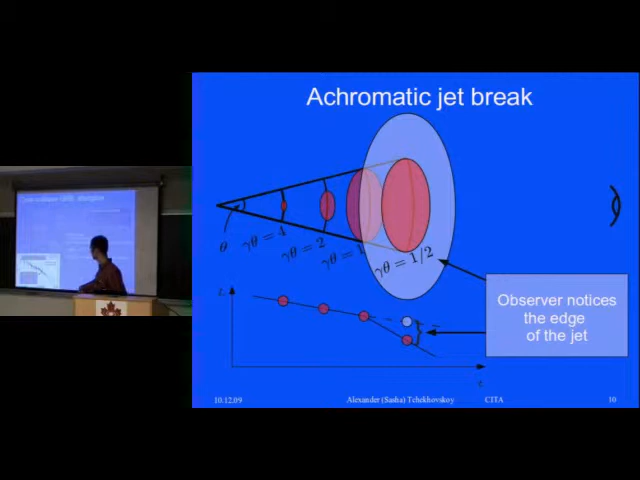 Achromatic jet break
θ
γθ = 4
γθ = 2
γθ = 1
γθ = 1/2
Observer notices
the edge
of the jet
10.12.09
Alexander (Sasha) Tchekhovskoy
CITA
10